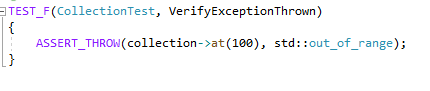 TEST_F(CollectionTest, VerifyExceptionThrown)
{
    ASSERT_THROW(collection->at(100), std::out_of_range);
}